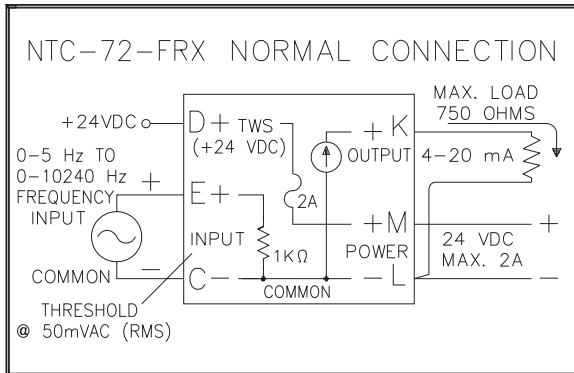 NTC-72-FRX NORMAL CONNECTION
MAX. LOAD
750 OHMS
+24VDC
D+ TWS
(+24 VDC)
+ K
OUTPUT
4-20 mA
0-5 Hz TO
0-10240 Hz
FREQUENCY
INPUT
+
E+
2A
+M
+
INPUT
1KΩ
POWER
24 VDC
MAX. 2A
COMMON
-
C-
COMMON
-L
-
THRESHOLD
@ 50mVAC (RMS)